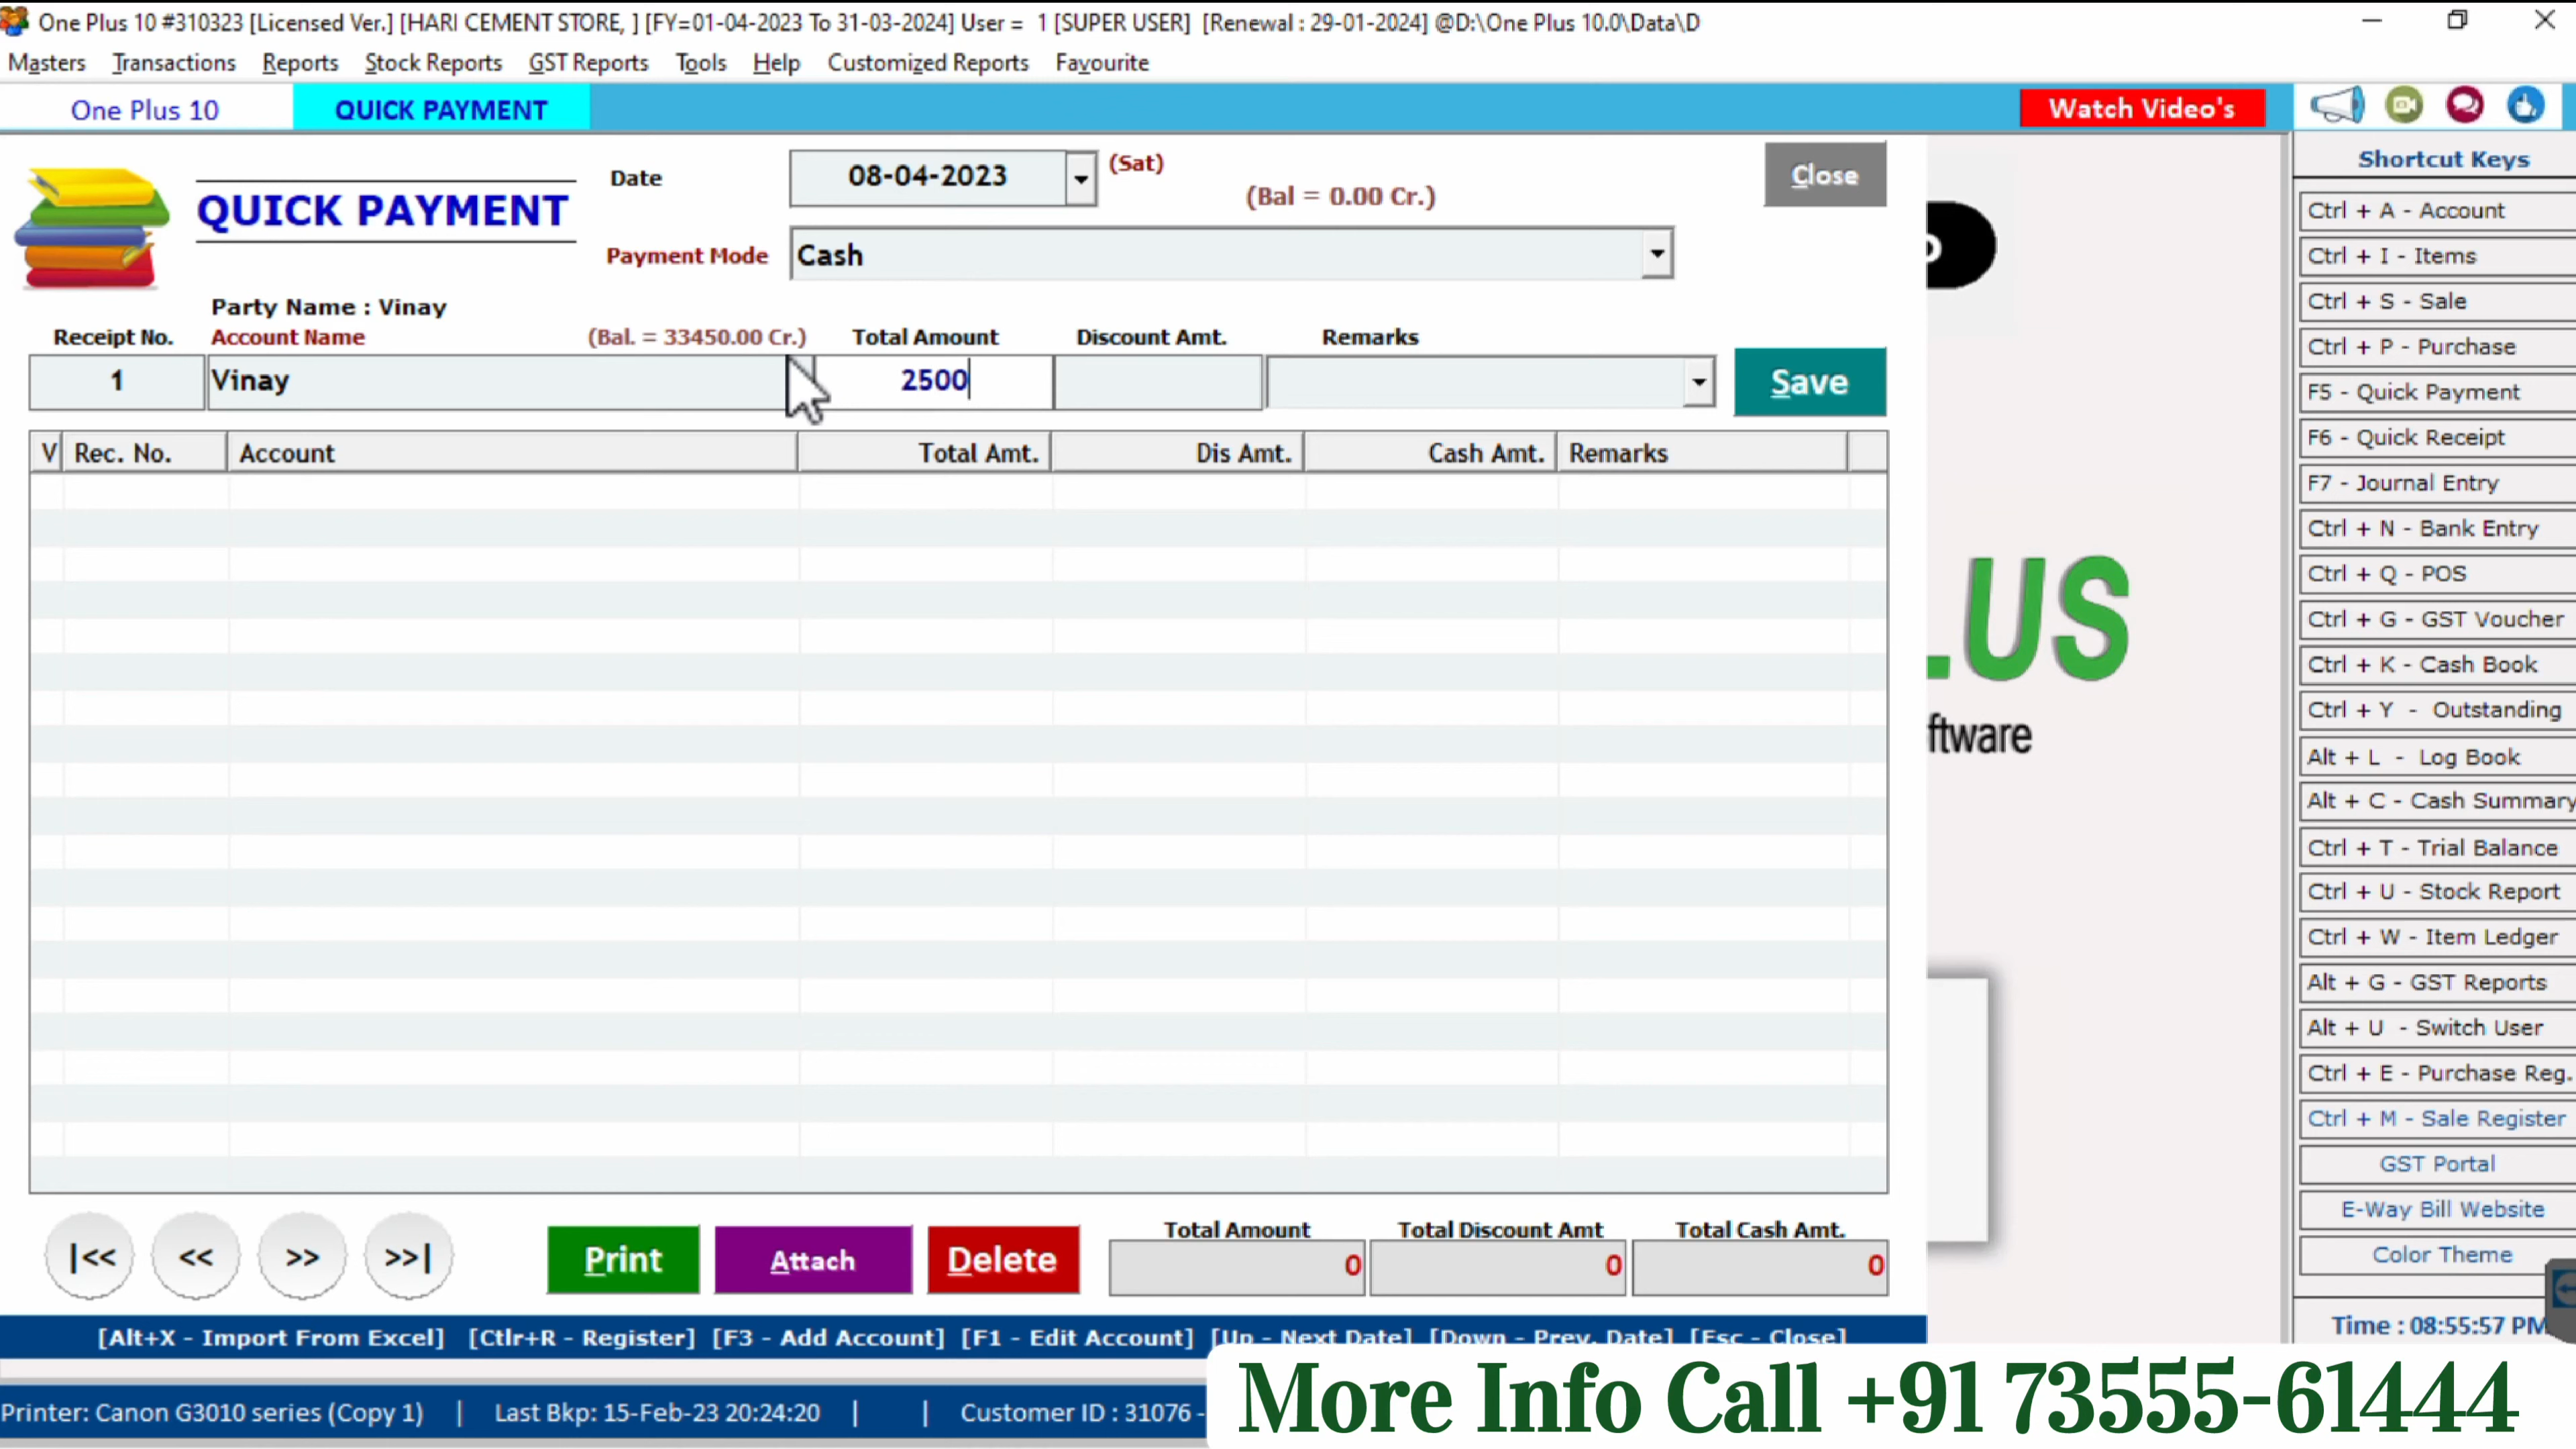 One Plus 10 #310323 [Licensed Ver.] [HARI CEMENT STORE, ] [FY=01-04-2023 To 31-03-2024] User = 1 [SUPER USER] [Renewal : 29-01-2024] @D:\One Plus 10.0\Data\D
Masters Transactions Reports Stock Reports GST Reports Tools Help Customized Reports Favourite
One Plus 10 QUICK PAYMENT Watch Video's
Shortcut Keys
QUICK PAYMENT
Date 08-04-2023 (Sat)
(Bal = 0.00 Cr.)
Close
Payment Mode Cash
Party Name : Vinay
Receipt No. Account Name (Bal. = 33450.00 Cr.) Total Amount Discount Amt. Remarks
1 Vinay 2500 Save
V Rec. No. Account Total Amt. Dis Amt. Cash Amt. Remarks
Ctrl + A - Account
Ctrl + I - Items
Ctrl + S - Sale
Ctrl + P - Purchase
F5 - Quick Payment
F6 - Quick Receipt
F7 - Journal Entry
Ctrl + N - Bank Entry
Ctrl + Q - POS
Ctrl + G - GST Voucher
Ctrl + K - Cash Book
Ctrl + Y - Outstanding
Alt + L - Log Book
Alt + C - Cash Summary
Ctrl + T - Trial Balance
Ctrl + U - Stock Report
Ctrl + W - Item Ledger
Alt + G - GST Reports
Alt + U - Switch User
Ctrl + E - Purchase Reg.
Ctrl + M - Sale Register
GST Portal
E-Way Bill Website
Color Theme
Time : 08:55:57 PM
.US
ftware
|<< << >> >>| Print Attach Delete
Total Amount Total Discount Amt Total Cash Amt.
0 0 0
[Alt+X - Import From Excel] [Ctlr+R - Register] [F3 - Add Account] [F1 - Edit Account] [Up - Next Date] [Down - Prev. Date] [Esc - Close]
Printer: Canon G3010 series (Copy 1) | Last Bkp: 15-Feb-23 20:24:20 | | Customer ID : 31076 -
More Info Call +91 73555-61444